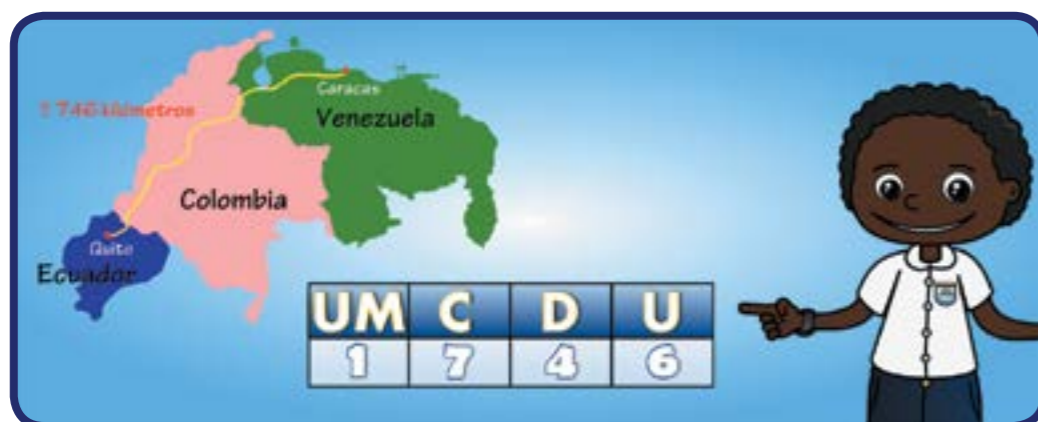 Caracas
Venezuela
1 746 kilómetros
Colombia
Quito
Ecuador
UM C D U
1 7 4 6